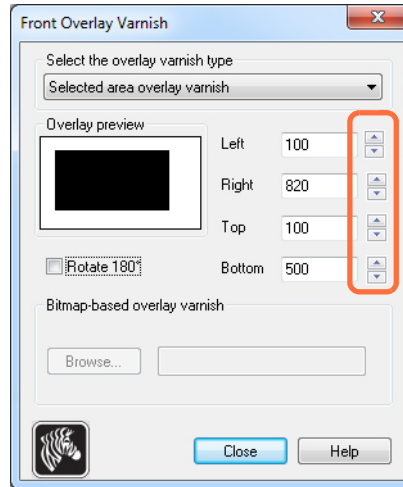 Front Overlay Varnish
Select the overlay varnish type
Selected area overlay varnish
Overlay preview
Left 100
Right 820
Top 100
Rotate 180° Bottom 500
Bitmap-based overlay varnish
Browse...
Close Help